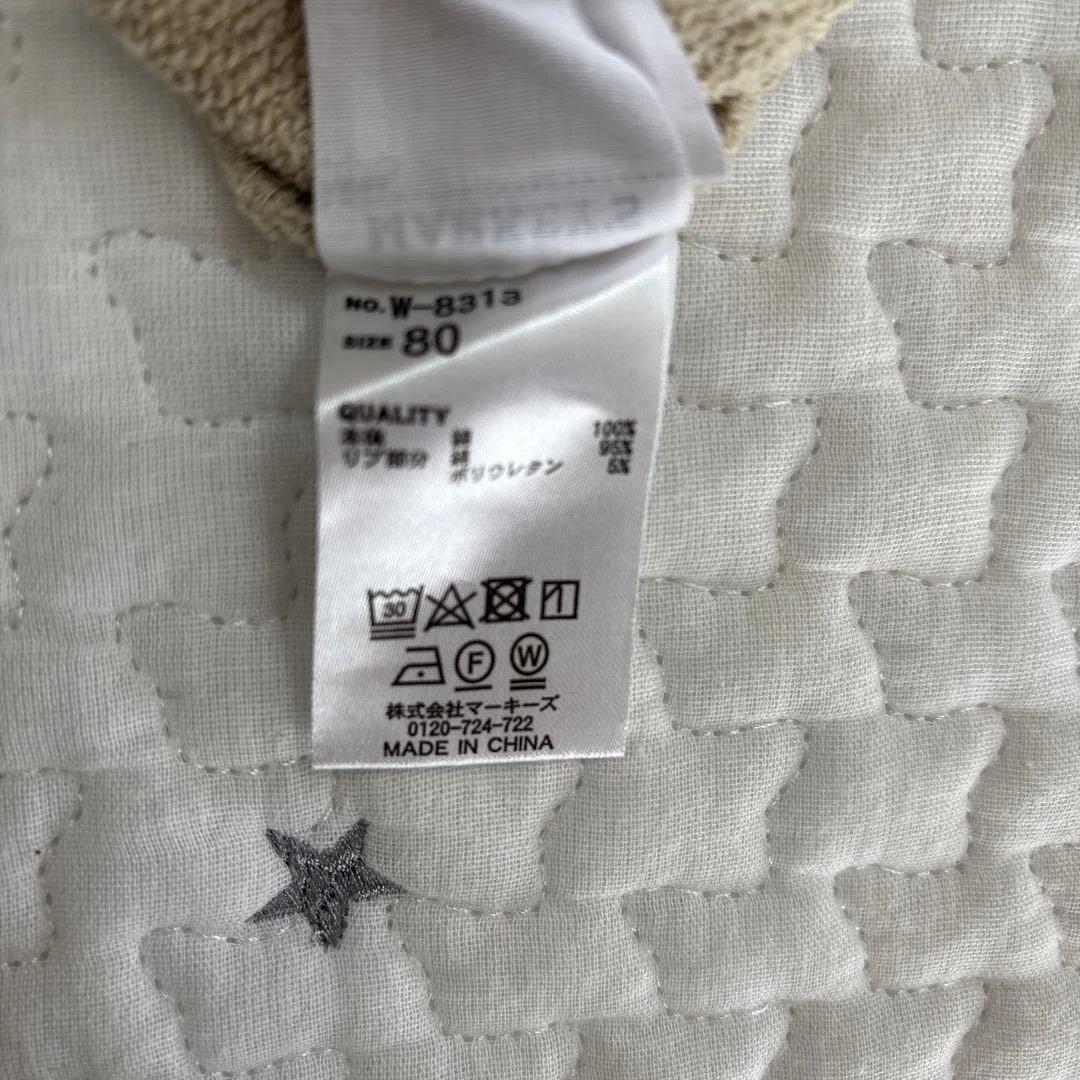 NO. W-8313
SIZE 80
QUALITY
本体 綿 100%
リブ部分 綿 95%
ポリウレタン 5%
30
F W
株式会社マーキーズ
0120-724-722
MADE IN CHINA